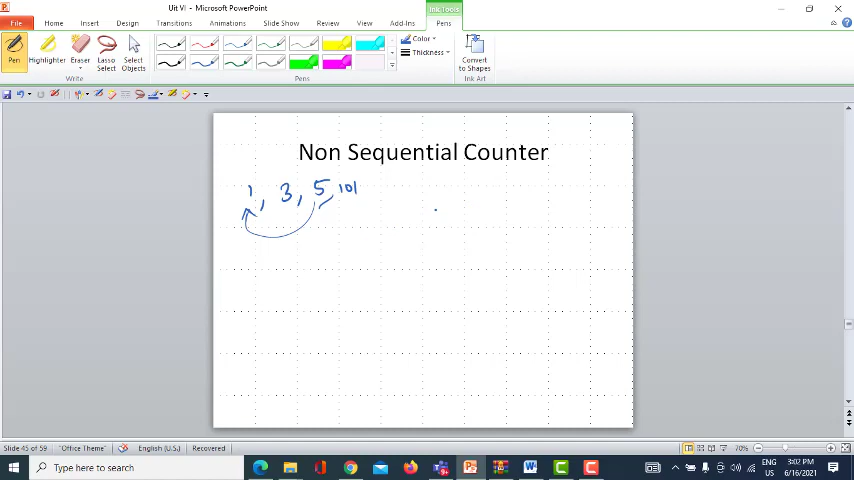 Uit VI - Microsoft PowerPoint
Ink Tools
File Home Insert Design Transitions Animations Slide Show Review View Add-Ins Pens
Pen Highlighter Eraser Lasso Select Select Objects
Color
Thickness
Convert to Shapes
Write Pens Ink Art
Non Sequential Counter
1, 3, 5 101
Slide 45 of 59 "Office Theme" English (U.S.) Recovered 70%
Type here to search
ENG US
3:02 PM
6/16/2021